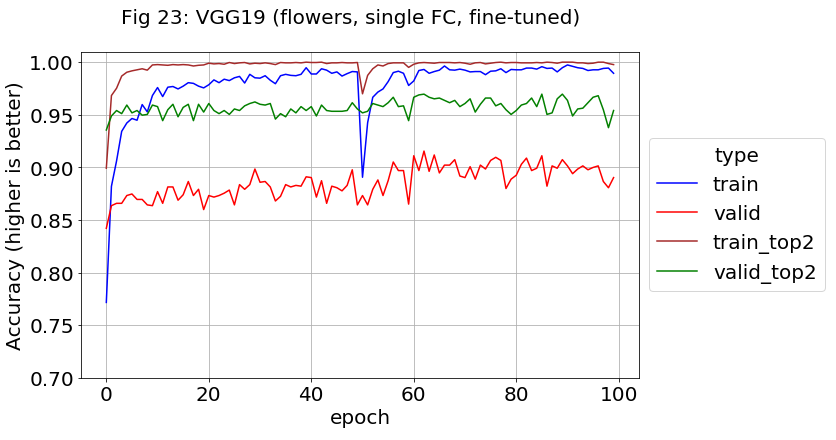 Fig 23: VGG19 (flowers, single FC, fine-tuned)
Accuracy (higher is better)
1.00
0.95
0.90
0.85
0.80
0.75
0.70
0 20 40 60 80 100
epoch
type
train
valid
train_top2
valid_top2